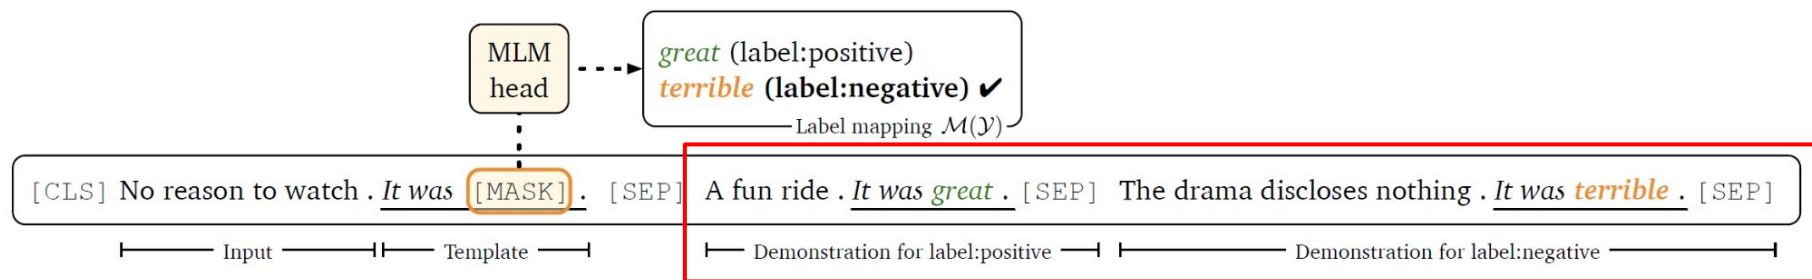 MLM
head
great (label:positive)
terrible (label:negative) ✔
Label mapping M(Y)
[CLS] No reason to watch . It was [MASK] . [SEP] A fun ride . It was great . [SEP] The drama discloses nothing . It was terrible . [SEP]
Input Template Demonstration for label:positive Demonstration for label:negative